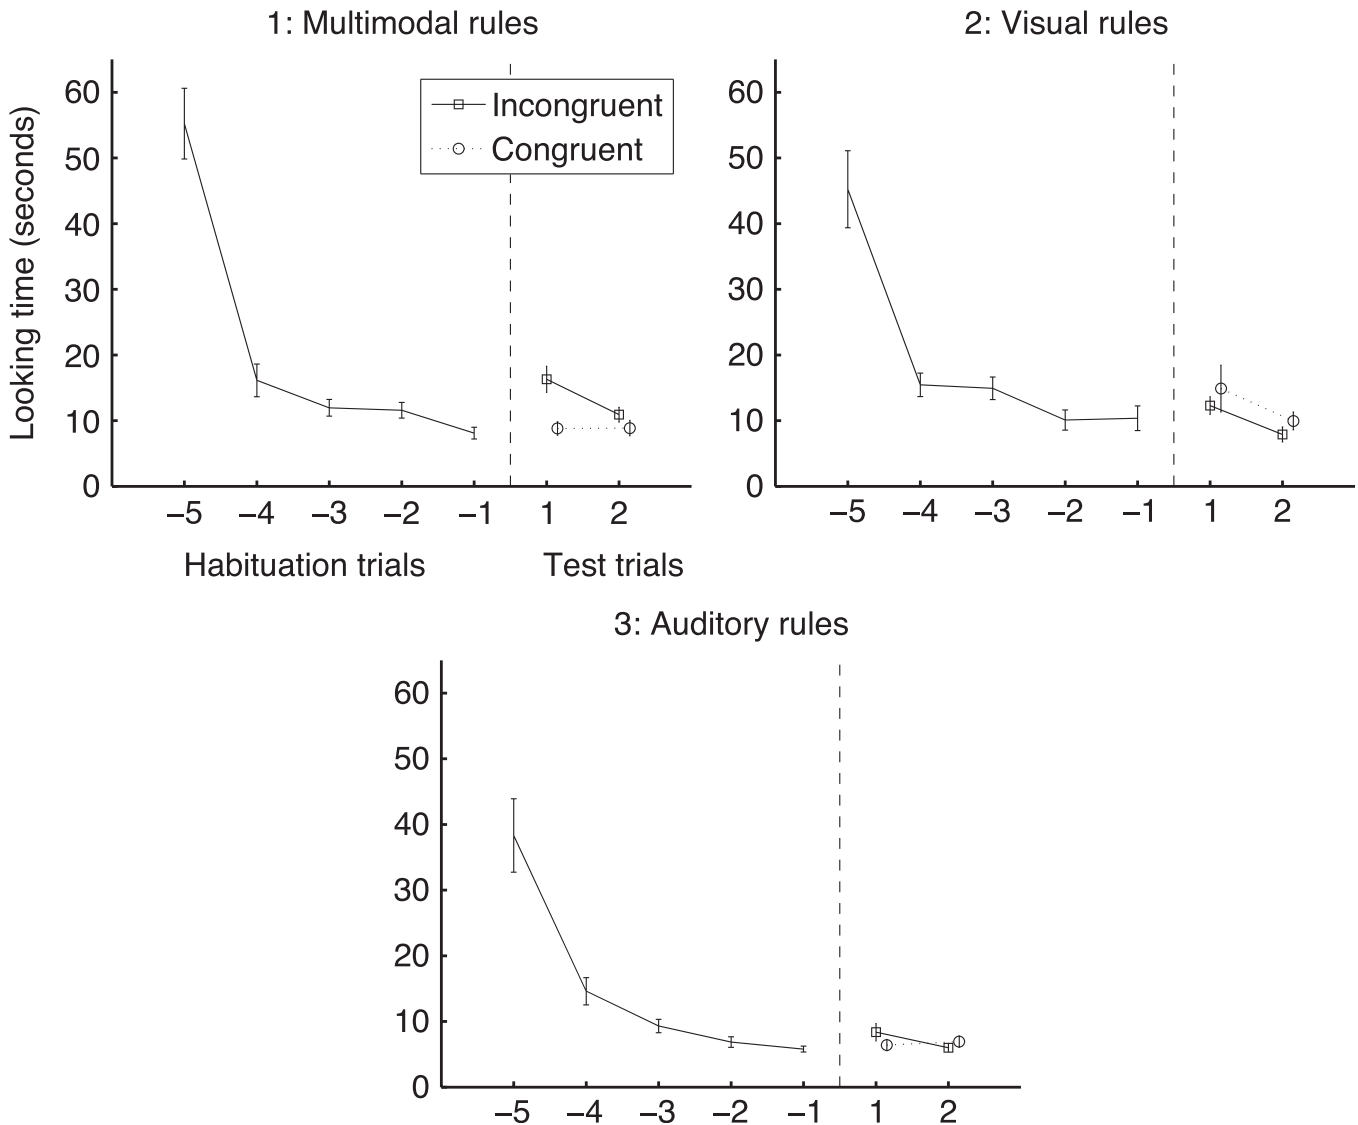 1: Multimodal rules
Looking time (seconds)
60
50
40
30
20
10
0
Incongruent
Congruent
−5 −4 −3 −2 −1 1 2
Habituation trials Test trials
2: Visual rules
60
50
40
30
20
10
0
−5 −4 −3 −2 −1 1 2
3: Auditory rules
60
50
40
30
20
10
0
−5 −4 −3 −2 −1 1 2